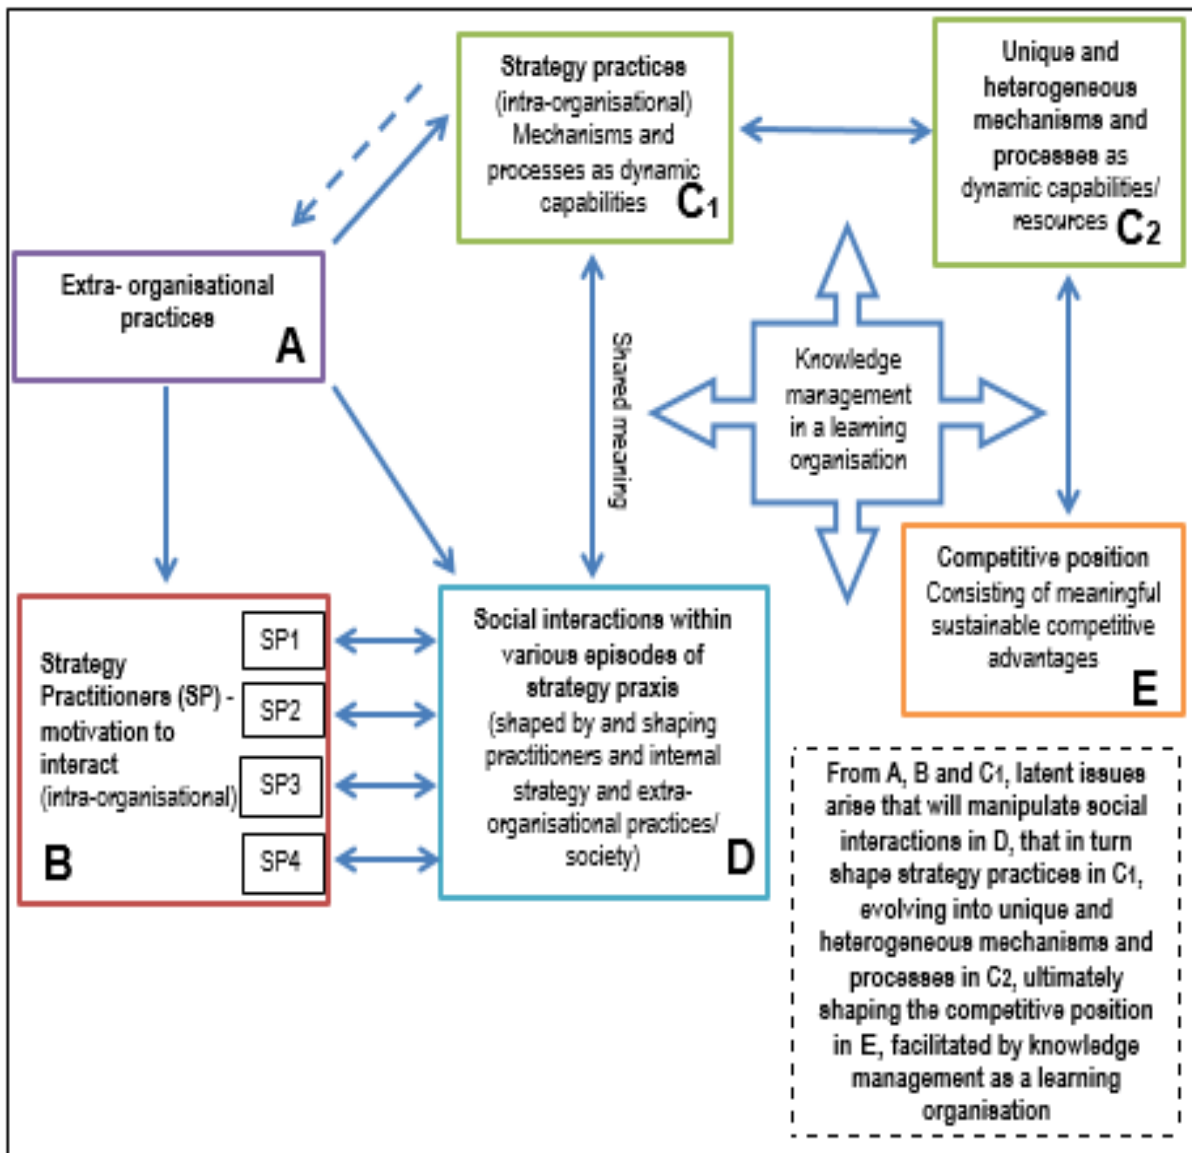 Strategy practices
(intra-organisational)
Mechanisms and
processes as dynamic
capabilities
C1
Unique and
heterogeneous
mechanisms and
processes as
dynamic capabilities/
resources
C2
Extra- organisational
practices
A
Shared meaning
Knowledge
management
in a learning
organisation
Strategy
Practitioners (SP) -
motivation to
interact
(intra-organisational)
B
SP1
SP2
SP3
SP4
Social interactions within
various episodes of
strategy praxis
(shaped by and shaping
practitioners and internal
strategy and extra-
organisational practices/
society)
D
Competitive position
Consisting of meaningful
sustainable competitive
advantages
E
From A, B and C1, latent issues
arise that will manipulate social
interactions in D, that in turn
shape strategy practices in C1,
evolving into unique and
heterogeneous mechanisms and
processes in C2, ultimately
shaping the competitive position
in E, facilitated by knowledge
management as a learning
organisation